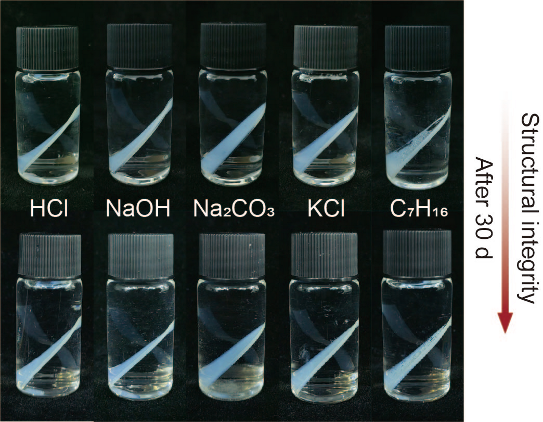 HCl
NaOH
Na₂CO₃
KCl
C₇H₁₆
Structural integrity
After 30 d